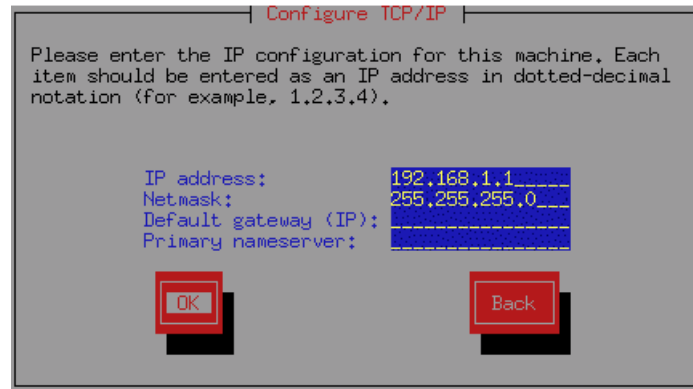 Configure TCP/IP
Please enter the IP configuration for this machine. Each
item should be entered as an IP address in dotted-decimal
notation (for example, 1.2.3.4).
IP address: 192.168.1.1_____
Netmask: 255.255.255.0___
Default gateway (IP): ________________
Primary nameserver: ________________
OK Back